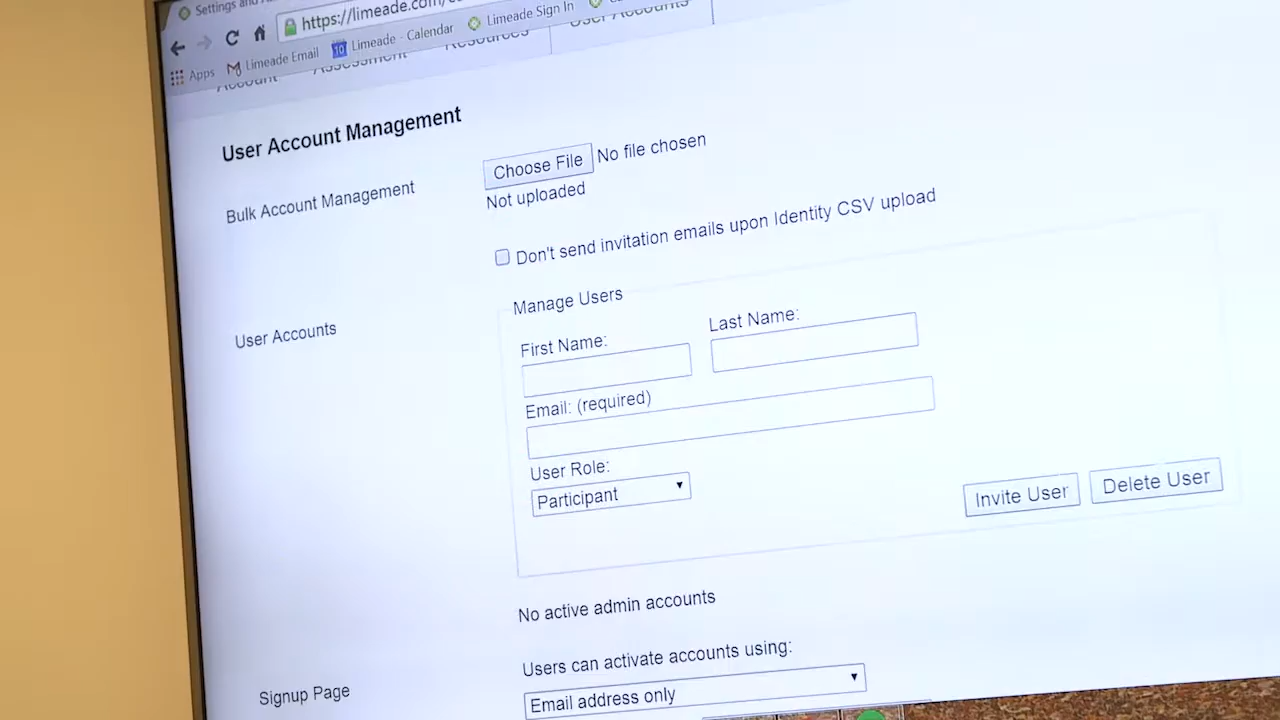 Settings and
https://limeade.com/
Apps Limeade Email 10 Limeade - Calendar Limeade Sign In
Account Assessment Resources User Accounts
User Account Management
Bulk Account Management Choose File No file chosen
Not uploaded
Don't send invitation emails upon Identity CSV upload
User Accounts Manage Users
First Name: Last Name:
Email: (required)
User Role:
Participant
Invite User Delete User
No active admin accounts
Signup Page Users can activate accounts using:
Email address only